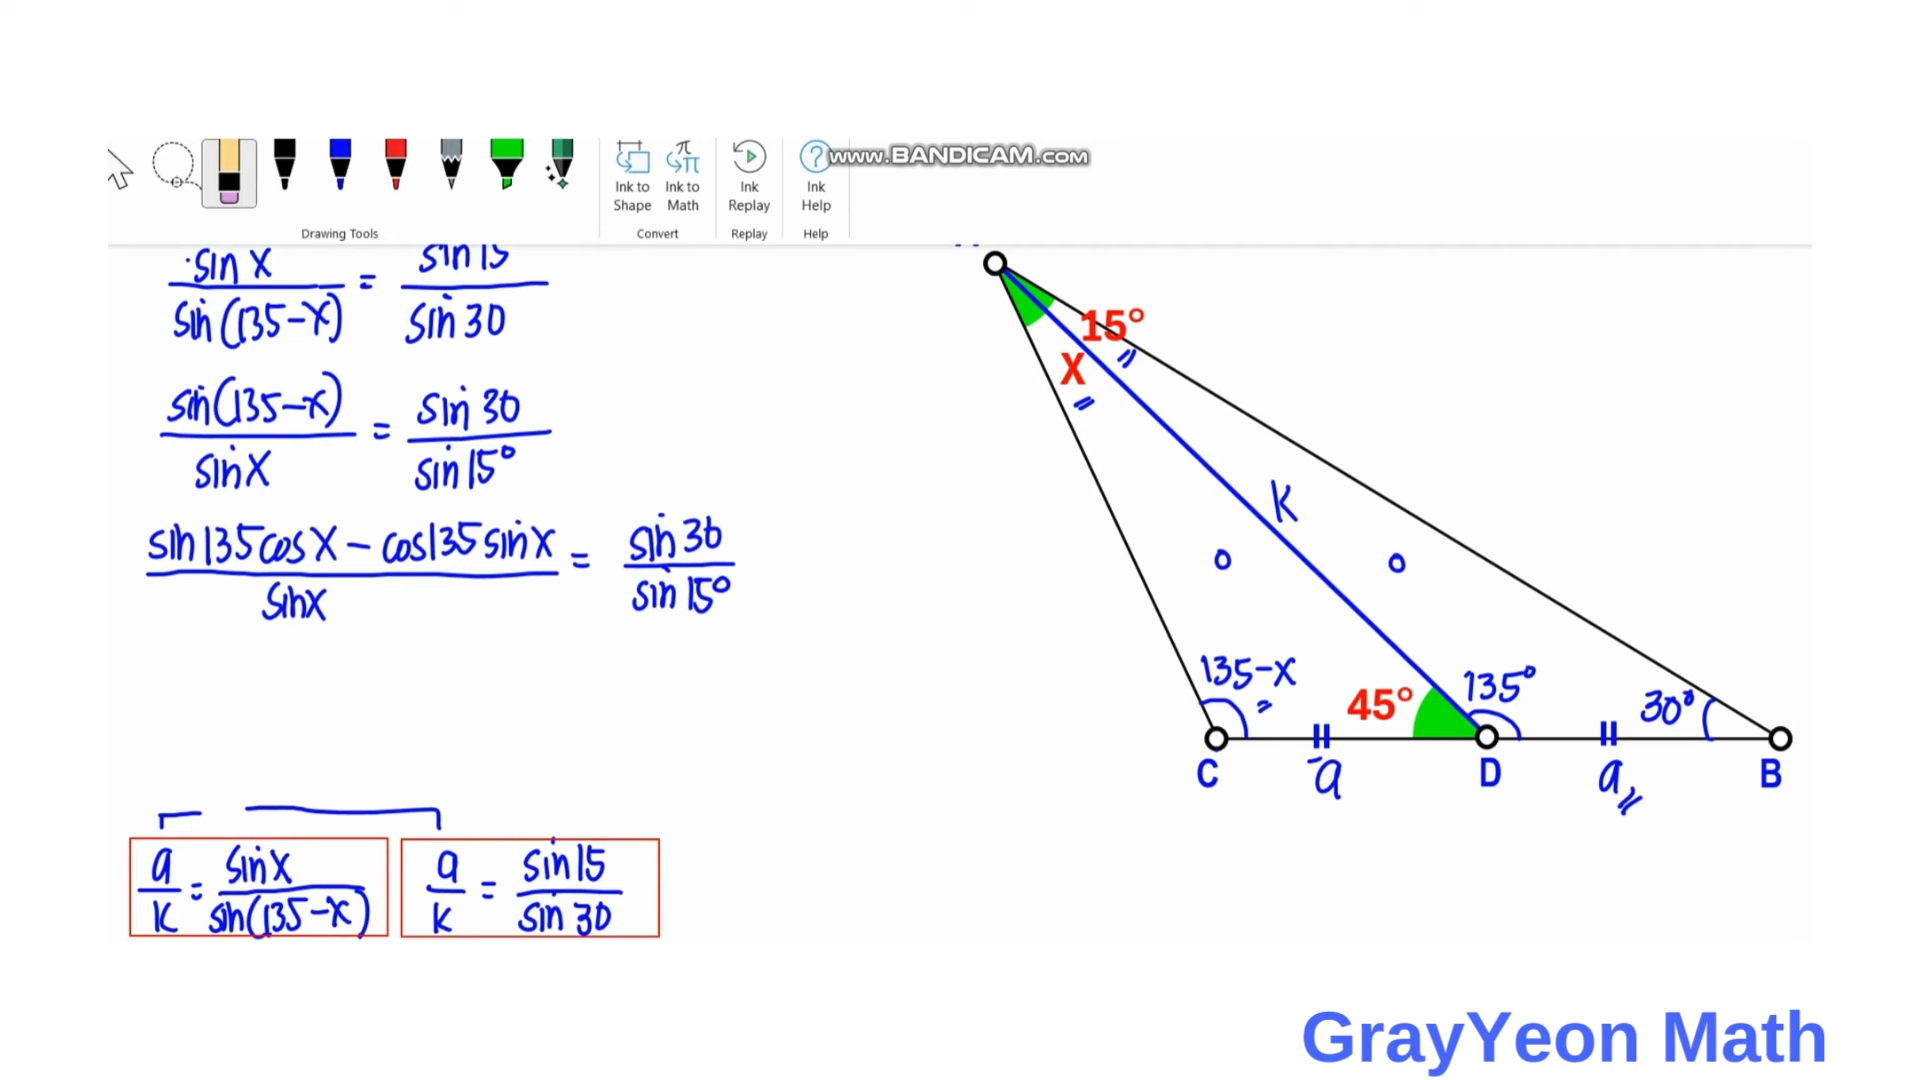 www.BANDICAM.com
Ink to Shape
Ink to Math
Ink Replay
Ink Help
Drawing Tools
Convert
Replay
Help
sin x / sin(135-x) = sin 15 / sin 30
sin(135-x) / sin x = sin 30 / sin 15°
sin 135 cos x - cos 135 sin x / sin x = sin 30 / sin 15°
a / k = sin x / sin(135-x)
a / k = sin 15 / sin 30
15°
X
k
o
o
135-x
45°
135°
30°
C
a
D
a
B
GrayYeon Math